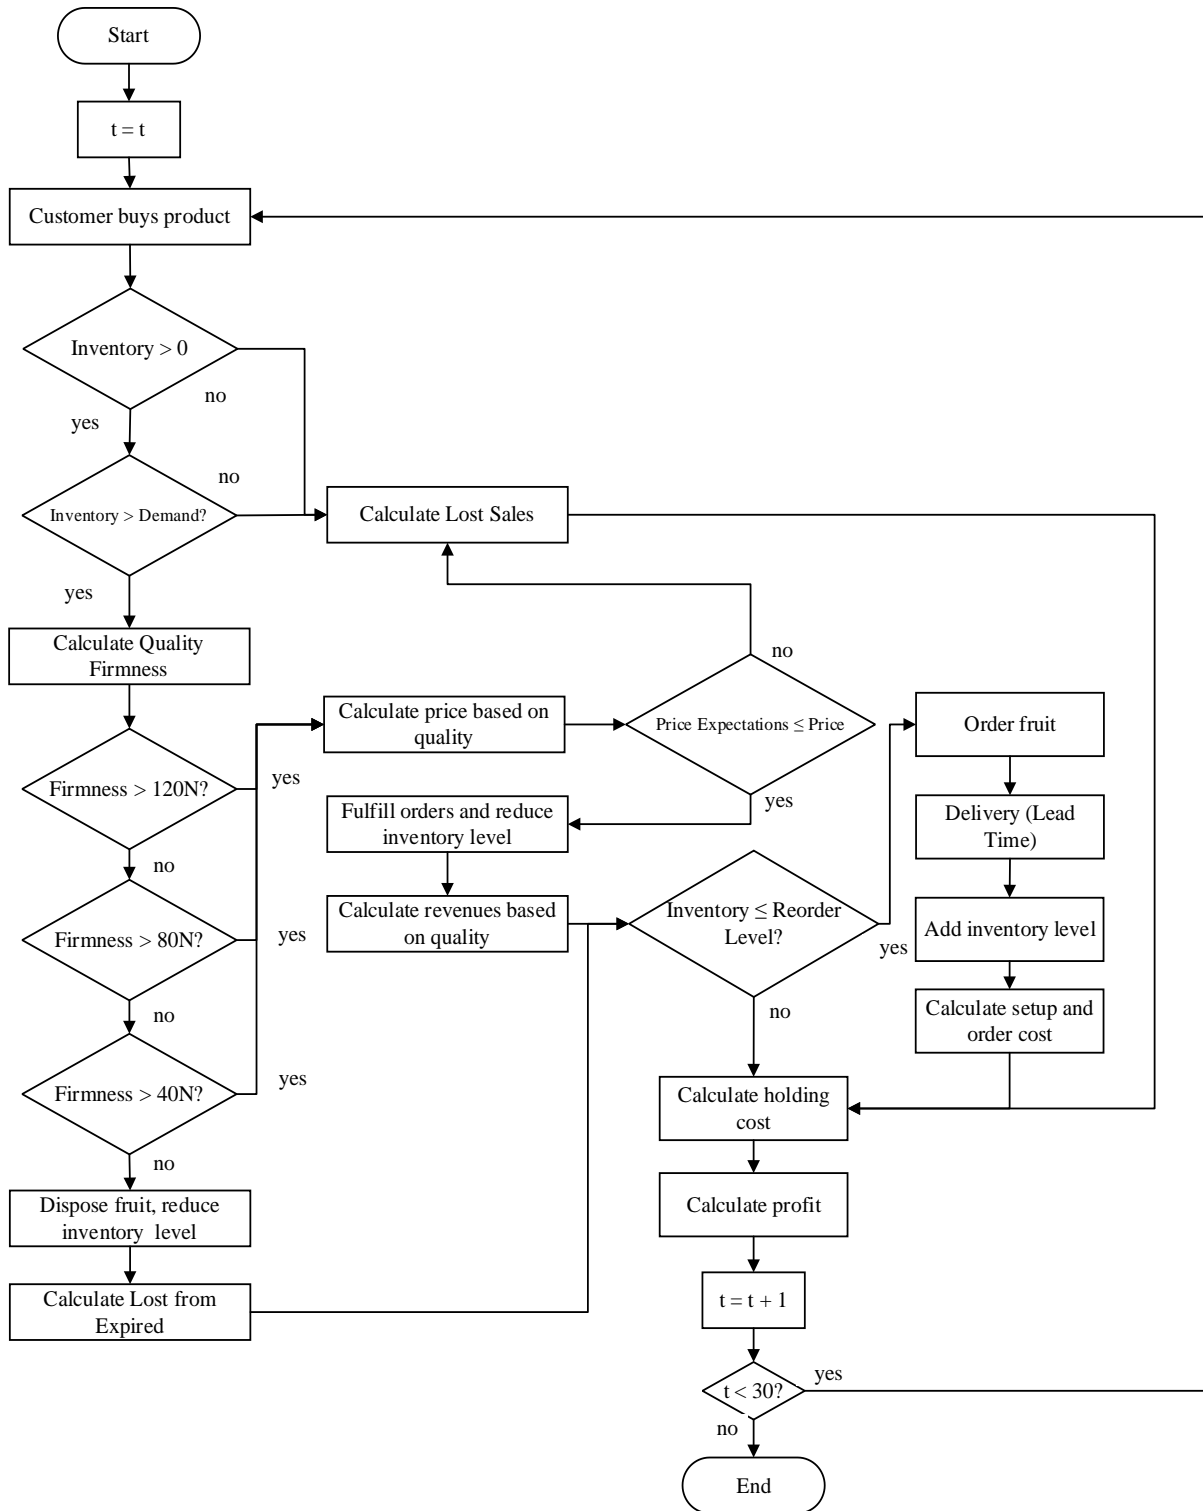 Start
t = t
Customer buys product
Inventory > 0
no
yes
no
Inventory > Demand?
Calculate Lost Sales
yes
Calculate Quality
Firmness
no
Calculate price based on
quality
Price Expectations ≤ Price
Order fruit
Firmness > 120N?
yes
yes
Fulfill orders and reduce
inventory level
Delivery (Lead
Time)
no
Calculate revenues based
on quality
Inventory ≤ Reorder
Level?
Add inventory level
Firmness > 80N?
yes
yes
no
no
Calculate setup and
order cost
Firmness > 40N?
yes
Calculate holding
cost
no
Dispose fruit, reduce
inventory level
Calculate profit
Calculate Lost from
Expired
t = t + 1
t < 30?
yes
no
End